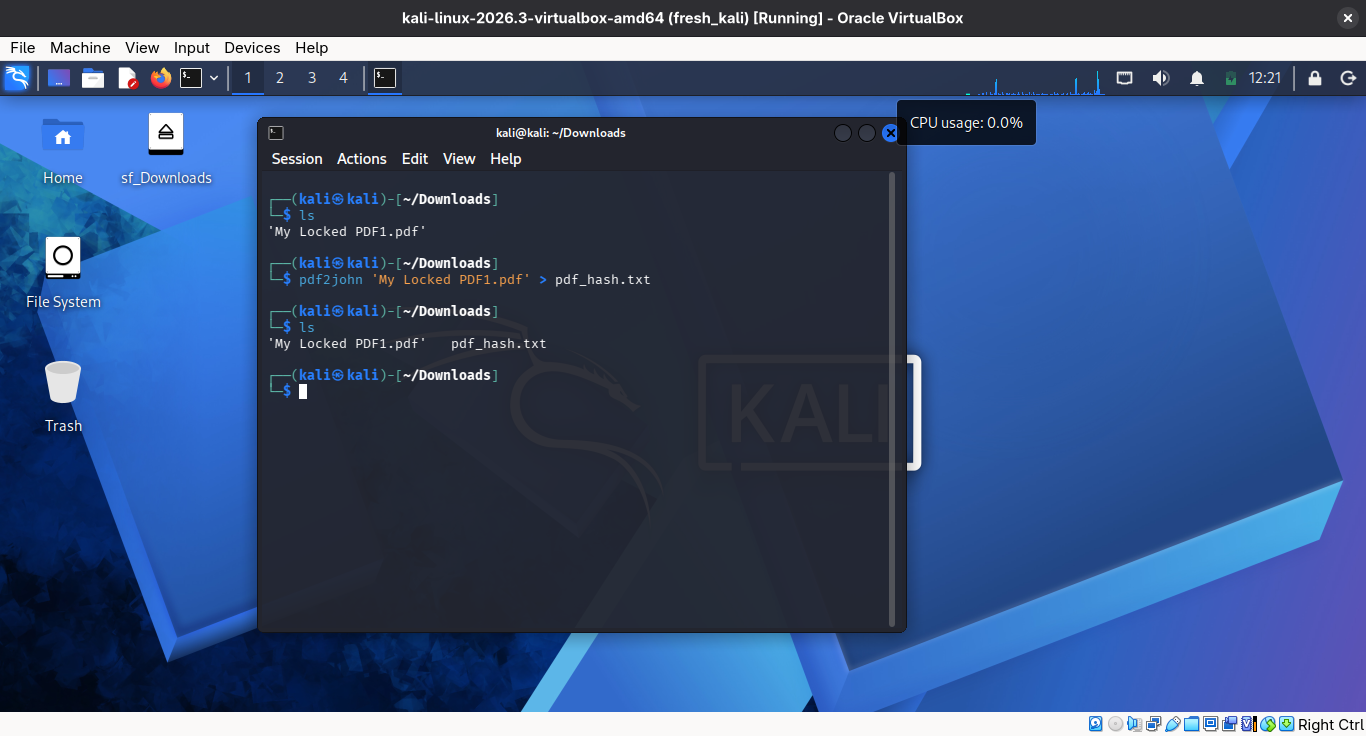 kali-linux-2026.3-virtualbox-amd64 (fresh_kali) [Running] - Oracle VirtualBox
File Machine View Input Devices Help
1 2 3 4 12:21
CPU usage: 0.0%
Home
sf_Downloads
File System
Trash
kali@kali: ~/Downloads
Session Actions Edit View Help
┌──(kali㉿kali)-[~/Downloads]
└─$ ls
'My Locked PDF1.pdf'
┌──(kali㉿kali)-[~/Downloads]
└─$ pdf2john 'My Locked PDF1.pdf' > pdf_hash.txt
┌──(kali㉿kali)-[~/Downloads]
└─$ ls
'My Locked PDF1.pdf'   pdf_hash.txt
┌──(kali㉿kali)-[~/Downloads]
└─$
KALI
Right Ctrl